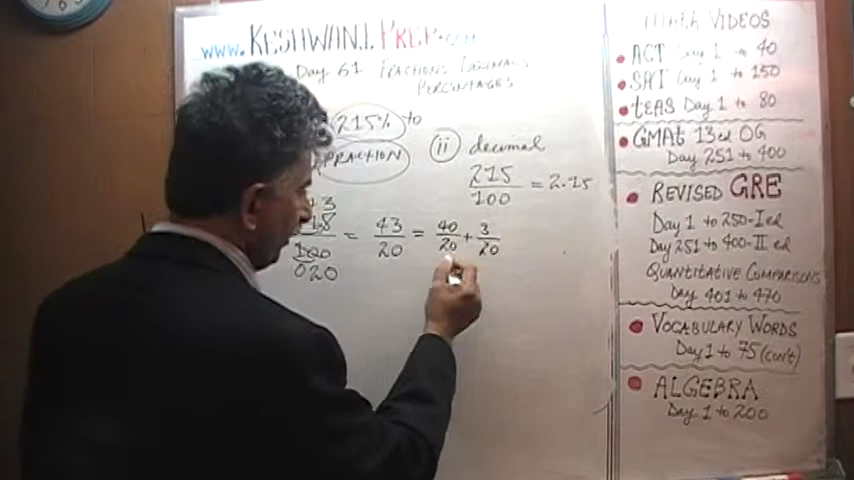 www.KESHWANI PREP.com
Day 61 FRACTIONS DECIMALS
PERCENTAGES
215% to
FRACTION
ii decimal
215/100 = 2.15
43
100 = 43/20 = 40/20 + 3/20
020
MATH VIDEOS
ACT Day 1 to 40
SAT Day 1 to 150
tEAS Day 1 to 80
GMAt 13ed OG
Day 251 to 400
REVISED GRE
Day 1 to 250-I ed
Day 251 to 400-II ed
QUANTITATIVE COMPARISONS
Day 401 to 470
VOCABULARY WORDS
Day 1 to 75 (con't)
ALGEBRA
Day 1 to 200